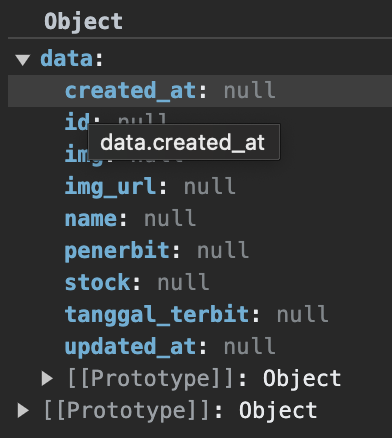 Object
data:
created_at: null
id: null
data.created_at
img: null
img_url: null
name: null
penerbit: null
stock: null
tanggal_terbit: null
updated_at: null
[[Prototype]]: Object
[[Prototype]]: Object